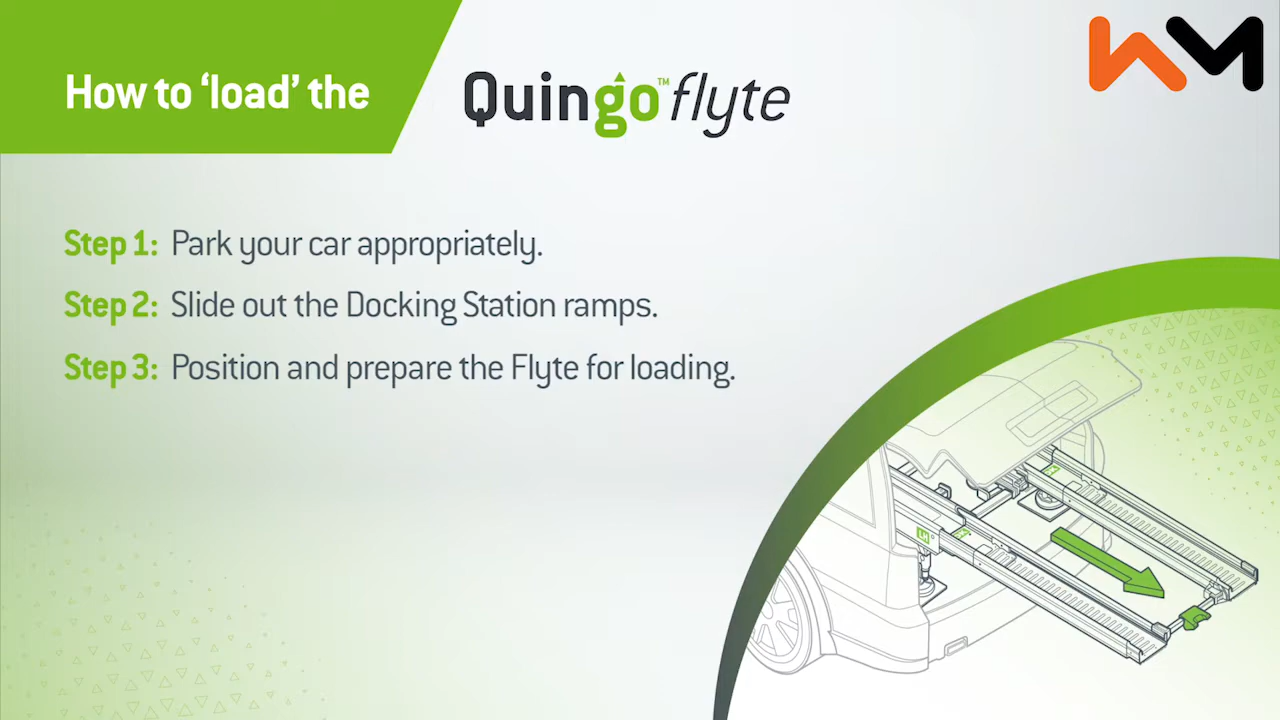 How to ‘load’ the
Quingo™ flyte
Step 1: Park your car appropriately.
Step 2: Slide out the Docking Station ramps.
Step 3: Position and prepare the Flyte for loading.